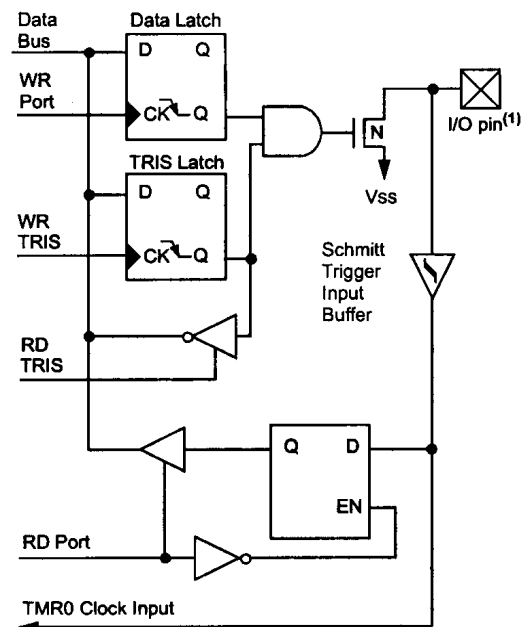 Data
Bus
Data Latch
D Q
WR
Port
CK Q
N
I/O pin(1)
Vss
TRIS Latch
D Q
WR
TRIS
CK Q
Schmitt
Trigger
Input
Buffer
RD
TRIS
Q D
EN
RD Port
TMR0 Clock Input